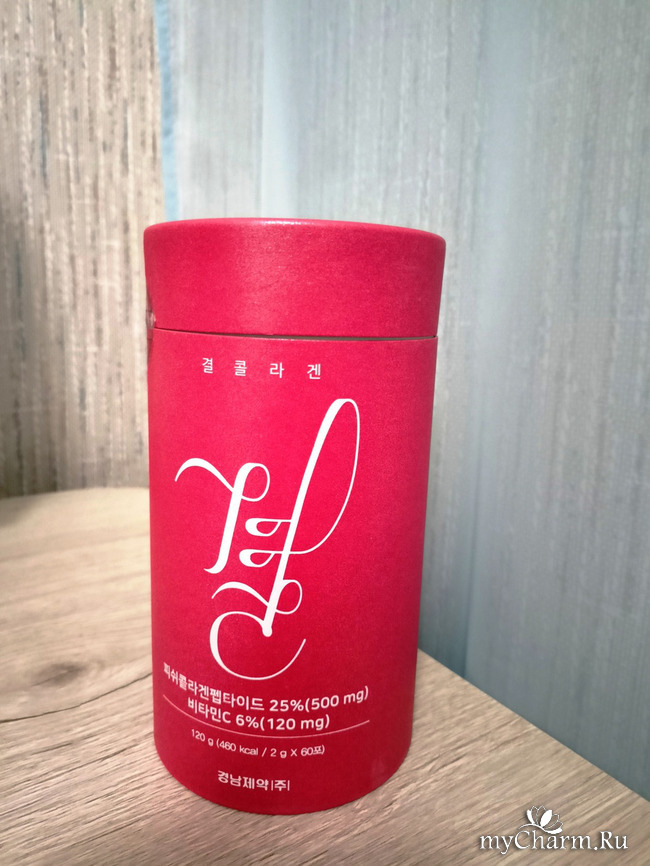 결콜라겐
결
피쉬콜라겐펩타이드 25%(500 mg)
비타민C 6%(120 mg)
120 g (460 kcal / 2 g X 60포)
경남제약(주)
myCharm.Ru